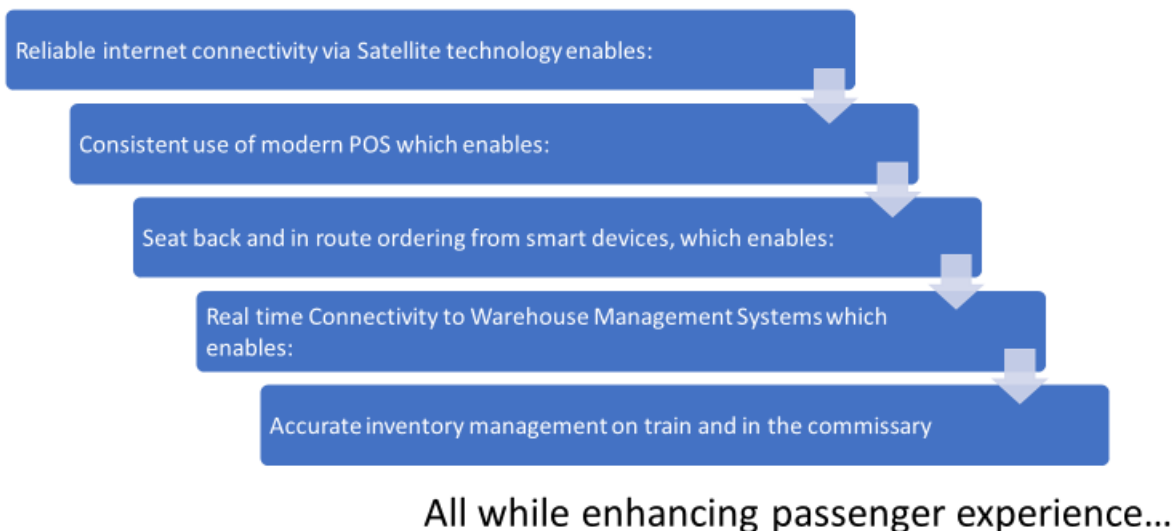 Reliable internet connectivity via Satellite technology enables:
Consistent use of modern POS which enables:
Seat back and in route ordering from smart devices, which enables:
Real time Connectivity to Warehouse Management Systems which
enables:
Accurate inventory management on train and in the commissary
All while enhancing passenger experience...